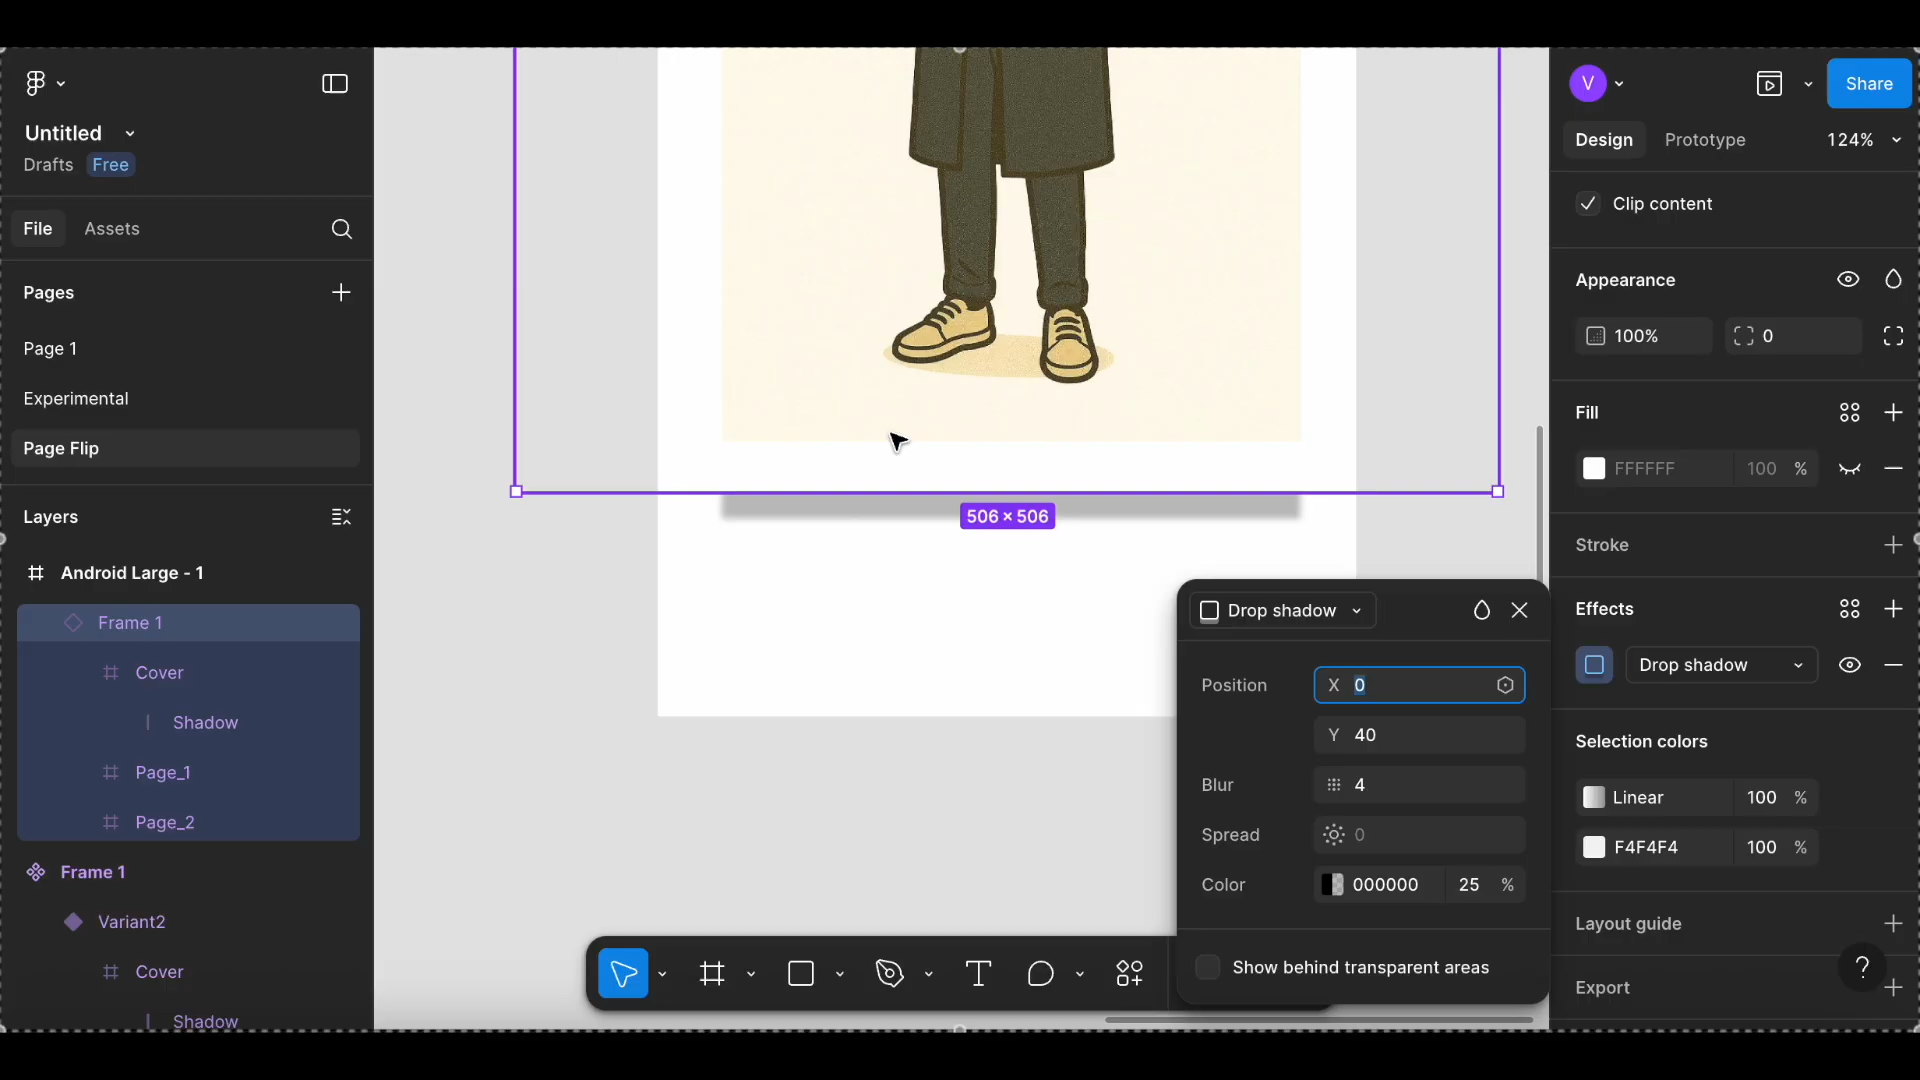 Untitled
Drafts Free
File Assets
Pages
Page 1
Experimental
Page Flip
Layers
Android Large - 1
Frame 1
Cover
Shadow
Page_1
Page_2
Frame 1
Variant2
Cover
Shadow
506 × 506
Drop shadow
Position X 0
Y 40
Blur 4
Spread 0
Color 000000 25 %
Show behind transparent areas
V Share
Design Prototype 124%
Clip content
Appearance
100% 0
Fill
FFFFFF 100 %
Stroke
Effects
Drop shadow
Selection colors
Linear 100 %
F4F4F4 100 %
Layout guide
Export
?